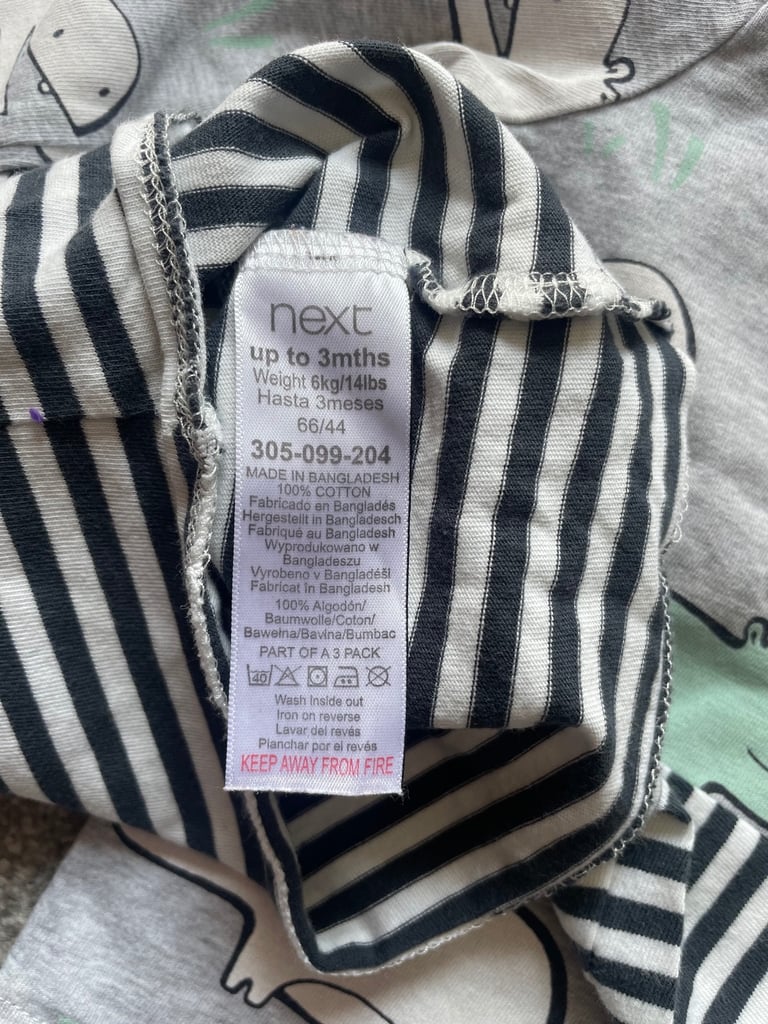 next
up to 3mths
Weight 6kg/14lbs
Hasta 3meses
66/44
305-099-204
MADE IN BANGLADESH
100% COTTON
Fabricado en Bangladés
Hergestellt in Bangladesch
Fabriqué au Bangladesh
Wyprodukowano w
Bangladeszu
Vyrobeno v Bangladéši
Fabricat în Bangladesh
100% Algodón/
Baumwolle/Coton/
Bawełna/Bavlna/Bumbac
PART OF A 3 PACK
40
Wash Inside out
Iron on reverse
Lavar del revés
Planchar por el revés
KEEP AWAY FROM FIRE